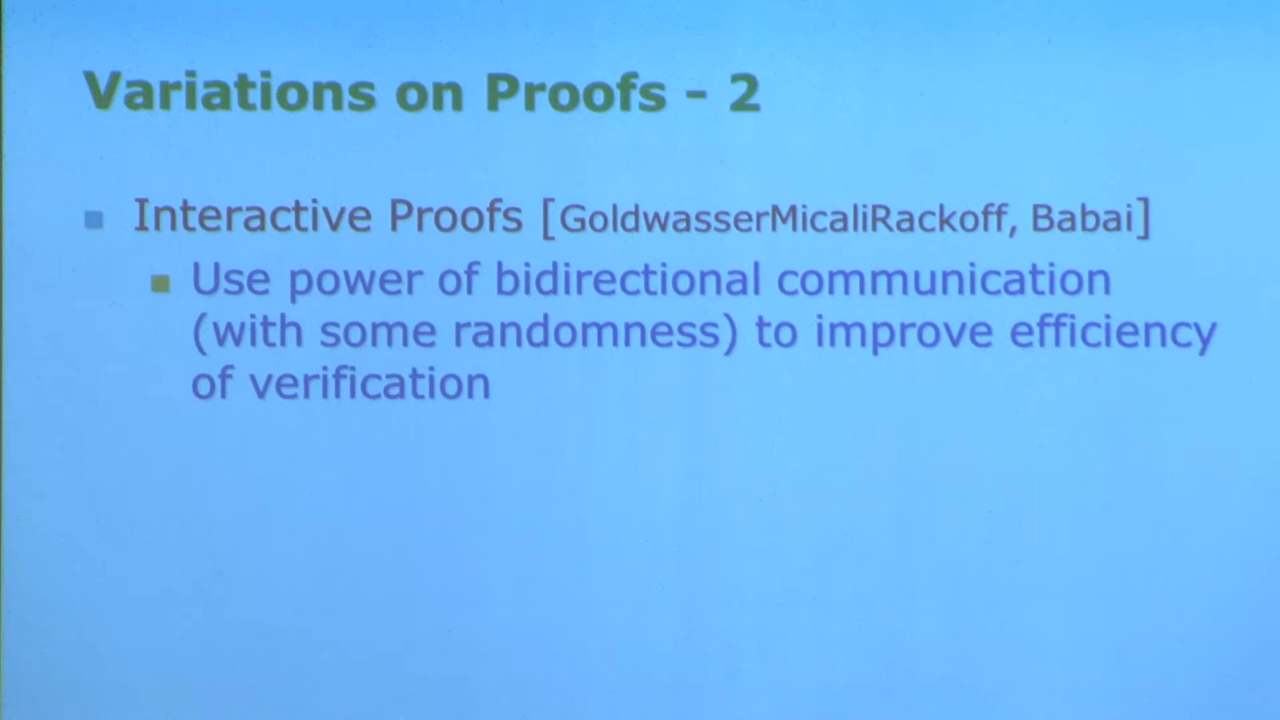 Variations on Proofs - 2
Interactive Proofs [GoldwasserMicaliRackoff, Babai]
Use power of bidirectional communication
(with some randomness) to improve efficiency
of verification